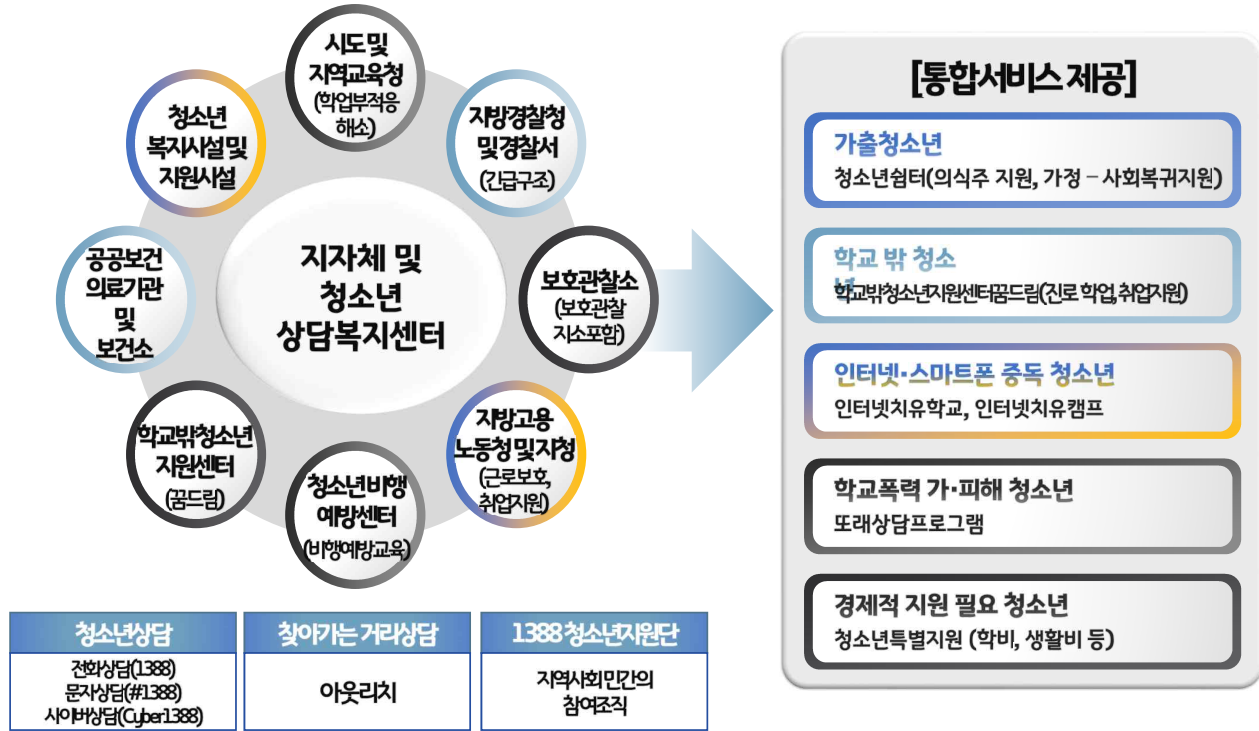 시도 및
지역교육청
(학업부적응
해소)
지방경찰청
및 경찰서
(긴급구조)
보호관찰소
(보호관찰
지소포함)
지방고용
노동청 및 지청
(근로보호,
취업지원)
청소년비행
예방센터
(비행예방교육)
학교밖청소년
지원센터
(꿈드림)
공공보건
의료기관
및
보건소
청소년
복지시설 및
지원시설
지자체 및
청소년
상담복지센터
청소년상담
전화상담(1388)
문자상담(#1388)
사이버상담(Cyber1388)
찾아가는 거리상담
아웃리치
1388 청소년지원단
지역사회 민간의
참여조직
[통합서비스 제공]
가출청소년
청소년쉼터(의식주 지원, 가정 – 사회복귀지원)
학교 밖 청소
년
학교밖청소년지원센터꿈드림(진로 학업,취업지원)
인터넷·스마트폰 중독 청소년
인터넷치유학교, 인터넷치유캠프
학교폭력 가·피해 청소년
또래상담프로그램
경제적 지원 필요 청소년
청소년특별지원 (학비, 생활비 등)